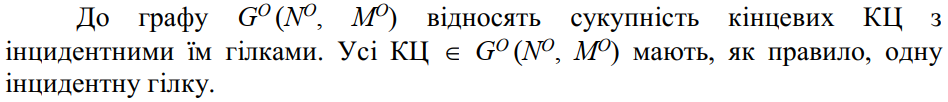 До графу G^O (N^O, M^O) відносять сукупність кінцевих КЦ з
інцидентними їм гілками. Усі КЦ ∈ G^O (N^O, M^O) мають, як правило, одну
інцидентну гілку.